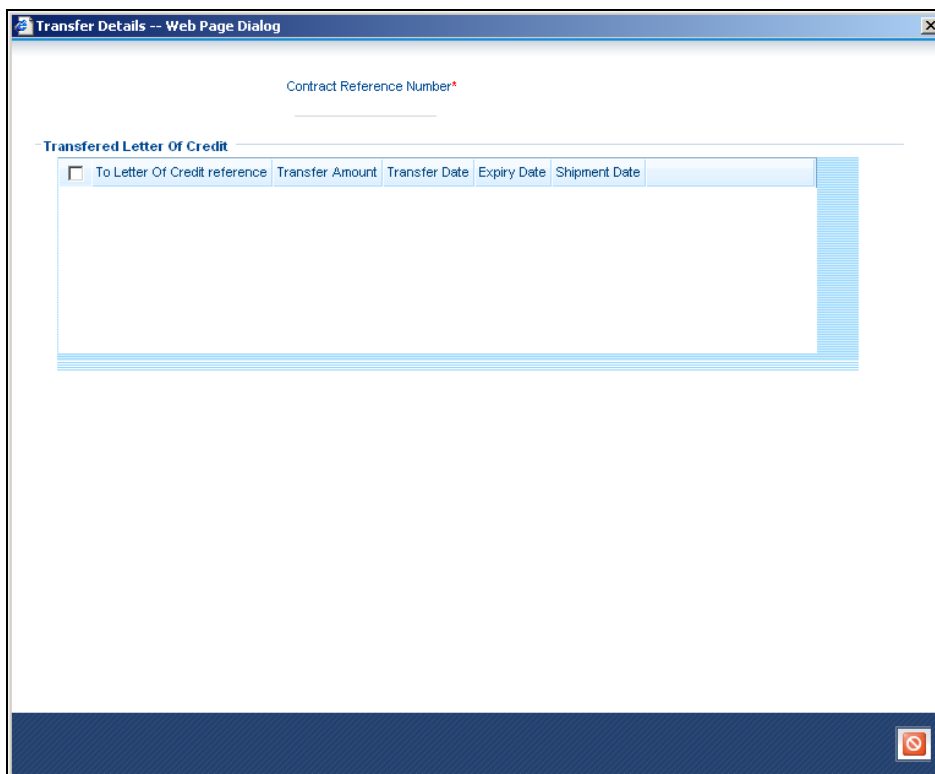 Transfer Details -- Web Page Dialog
Contract Reference Number*
Transfered Letter Of Credit
To Letter Of Credit reference Transfer Amount Transfer Date Expiry Date Shipment Date